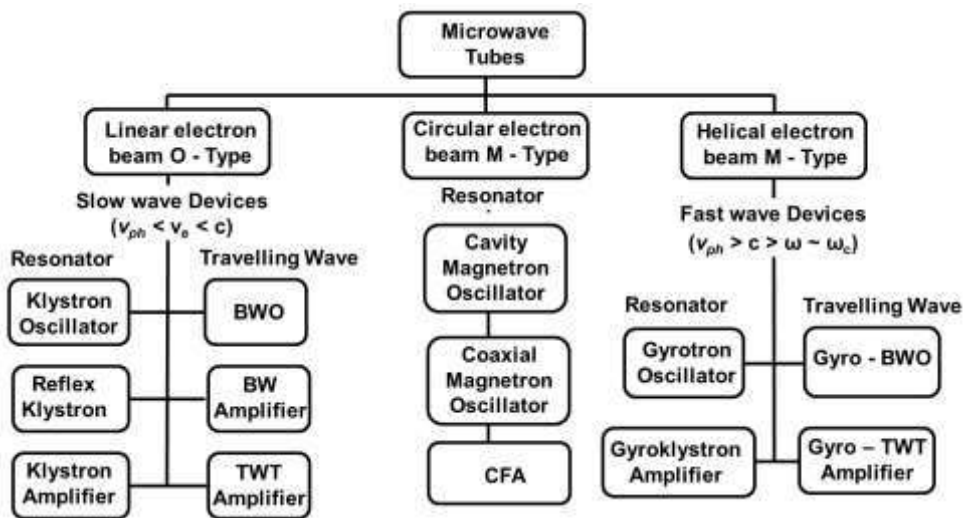 Microwave
Tubes
Linear electron
beam O - Type
Circular electron
beam M - Type
Helical electron
beam M - Type
Slow wave Devices
(vph < ve < c)
Resonator
Travelling Wave
Klystron
Oscillator
BWO
Reflex
Klystron
BW
Amplifier
Klystron
Amplifier
TWT
Amplifier
Resonator
Cavity
Magnetron
Oscillator
Coaxial
Magnetron
Oscillator
CFA
Fast wave Devices
(vph > c > ω ~ ωc)
Resonator
Travelling Wave
Gyrotron
Oscillator
Gyro - BWO
Gyroklystron
Amplifier
Gyro – TWT
Amplifier